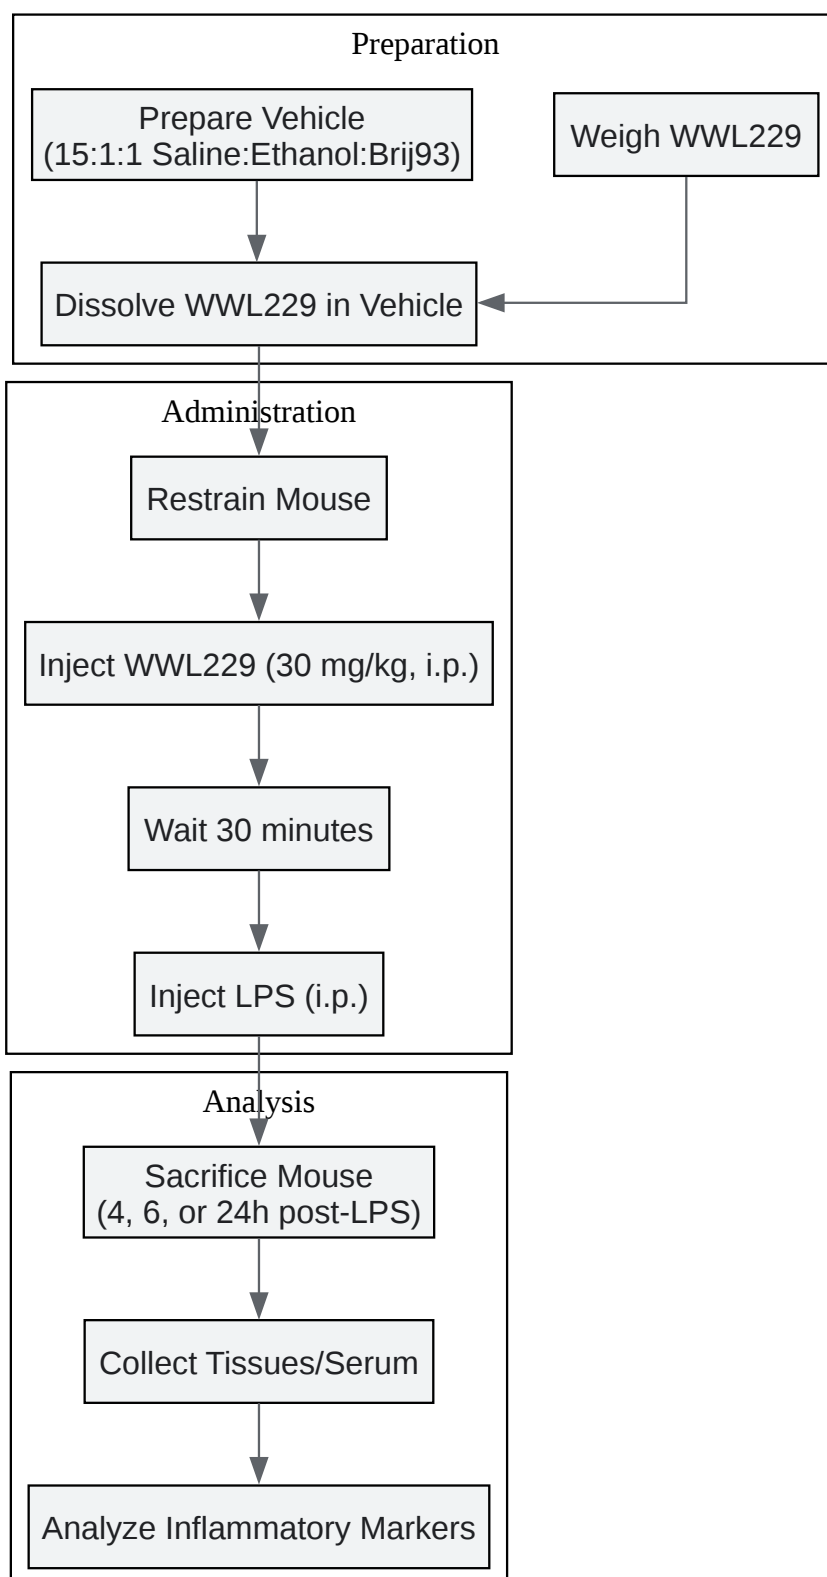 Preparation
Prepare Vehicle
(15:1:1 Saline:Ethanol:Brij93)
Weigh WWL229
Dissolve WWL229 in Vehicle
Administration
Restrain Mouse
Inject WWL229 (30 mg/kg, i.p.)
Wait 30 minutes
Inject LPS (i.p.)
Analysis
Sacrifice Mouse
(4, 6, or 24h post-LPS)
Collect Tissues/Serum
Analyze Inflammatory Markers